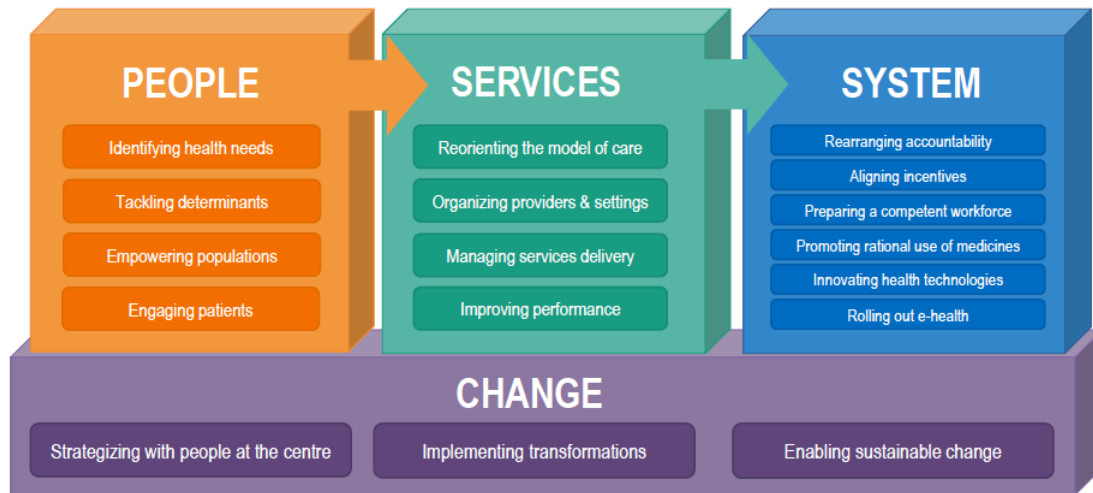 PEOPLE
Identifying health needs
Tackling determinants
Empowering populations
Engaging patients
SERVICES
Reorienting the model of care
Organizing providers & settings
Managing services delivery
Improving performance
SYSTEM
Rearranging accountability
Aligning incentives
Preparing a competent workforce
Promoting rational use of medicines
Innovating health technologies
Rolling out e-health
CHANGE
Strategizing with people at the centre
Implementing transformations
Enabling sustainable change